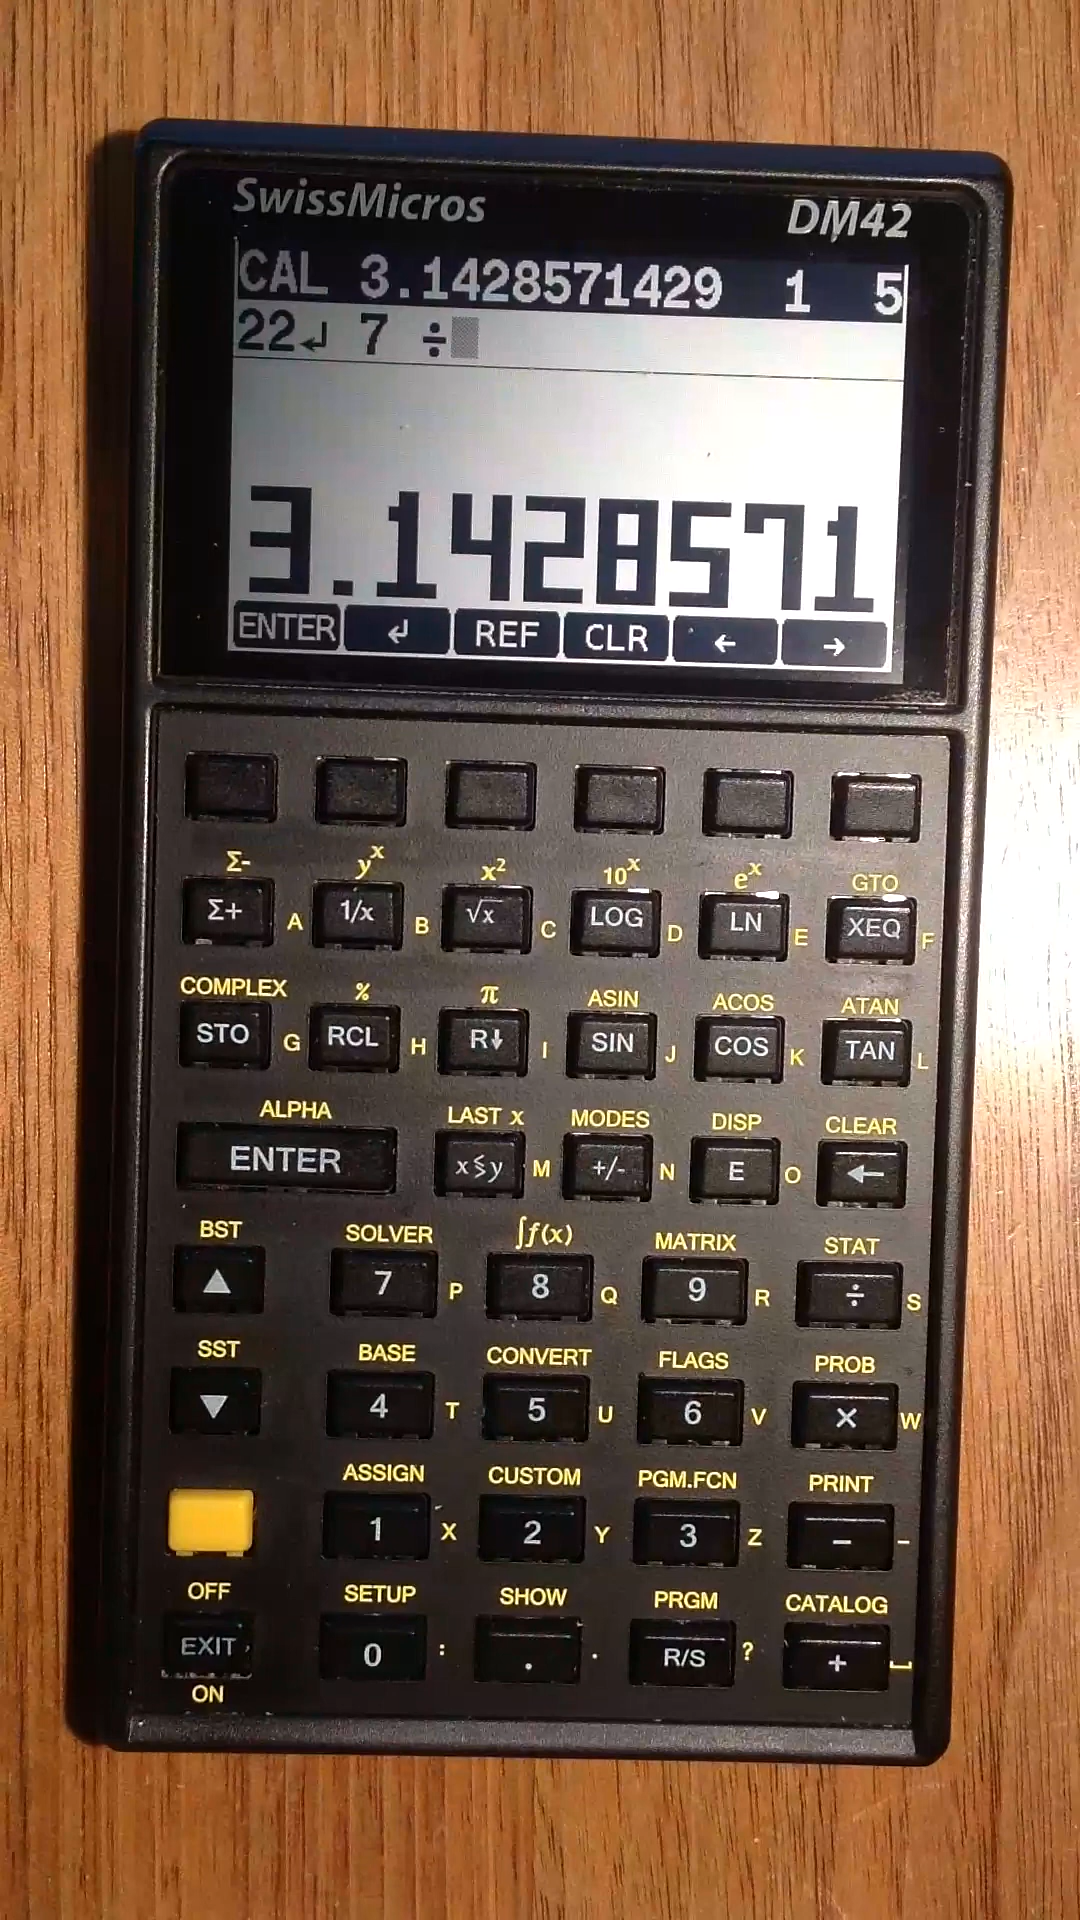 SwissMicros DM42
CAL 3.1428571429 1 5
22↲ 7 ÷
3.1428571
ENTER ↲ REF CLR ← →
Σ- yˣ x² 10ˣ eˣ GTO
Σ+ A 1/x B √x C LOG D LN E XEQ F
COMPLEX % π ASIN ACOS ATAN
STO G RCL H R↓ I SIN J COS K TAN L
ALPHA LAST x MODES DISP CLEAR
ENTER x≶y M +/- N E O ←
BST SOLVER ∫f(x) MATRIX STAT
▲ 7 P 8 Q 9 R ÷ S
SST BASE CONVERT FLAGS PROB
▼ 4 T 5 U 6 V × W
ASSIGN CUSTOM PGM.FCN PRINT
1 X 2 Y 3 Z − -
OFF SETUP SHOW PRGM CATALOG
EXIT 0 : . . R/S ? + ⎵
ON